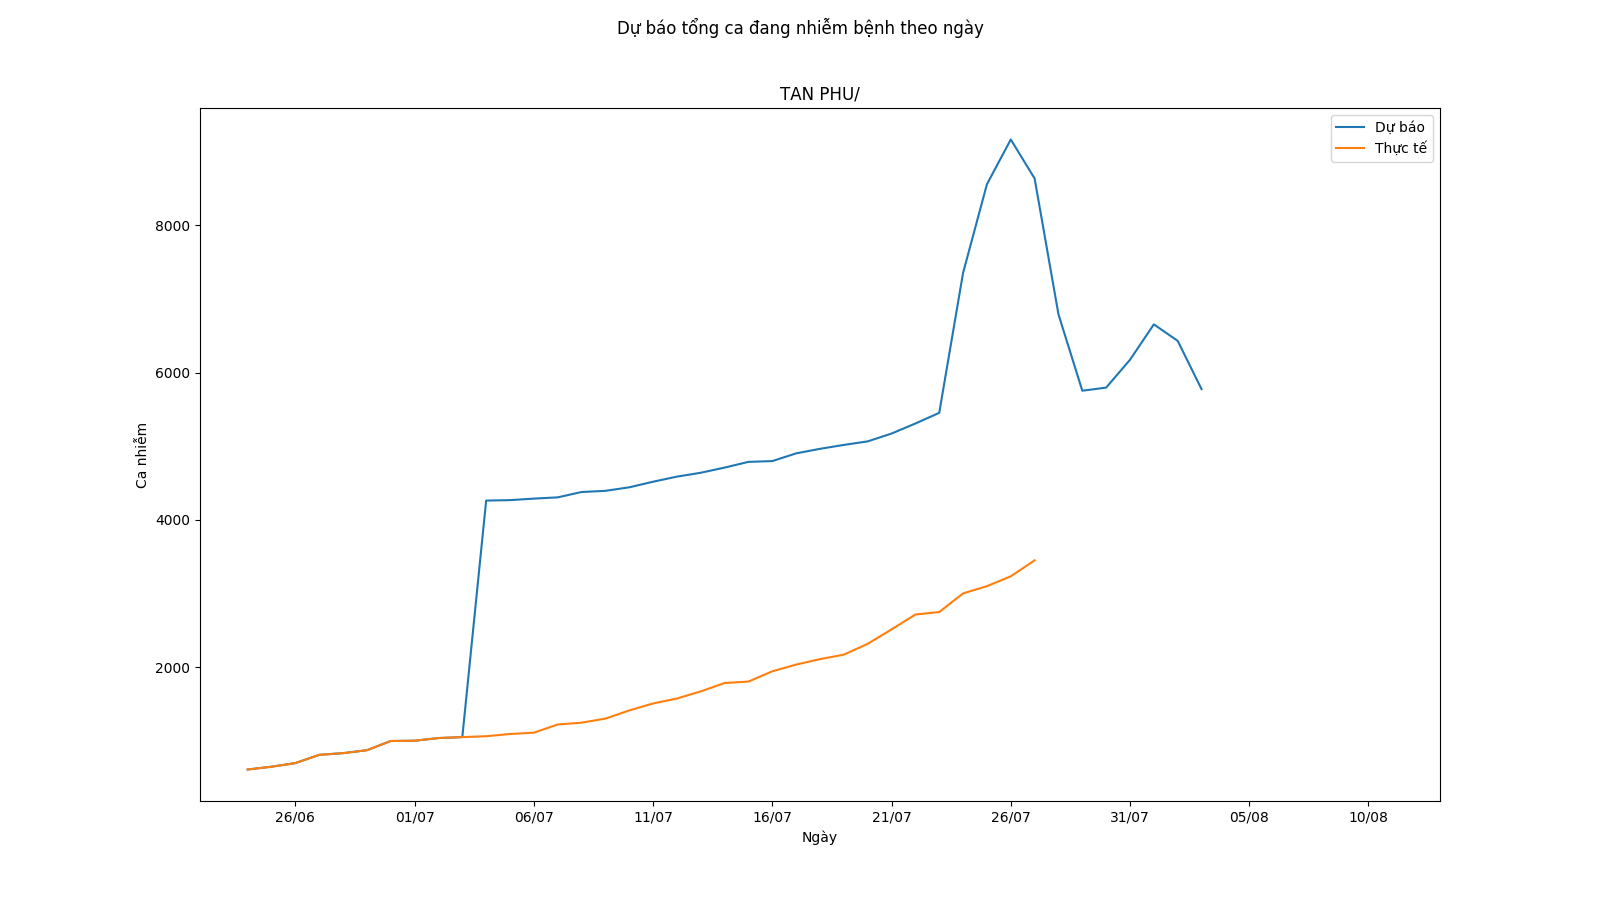 Dự báo tổng ca đang nhiễm bệnh theo ngày
TAN PHU/
Dự báo
Thực tế
8000
6000
4000
2000
Ca nhiễm
26/06 01/07 06/07 11/07 16/07 21/07 26/07 31/07 05/08 10/08
Ngày